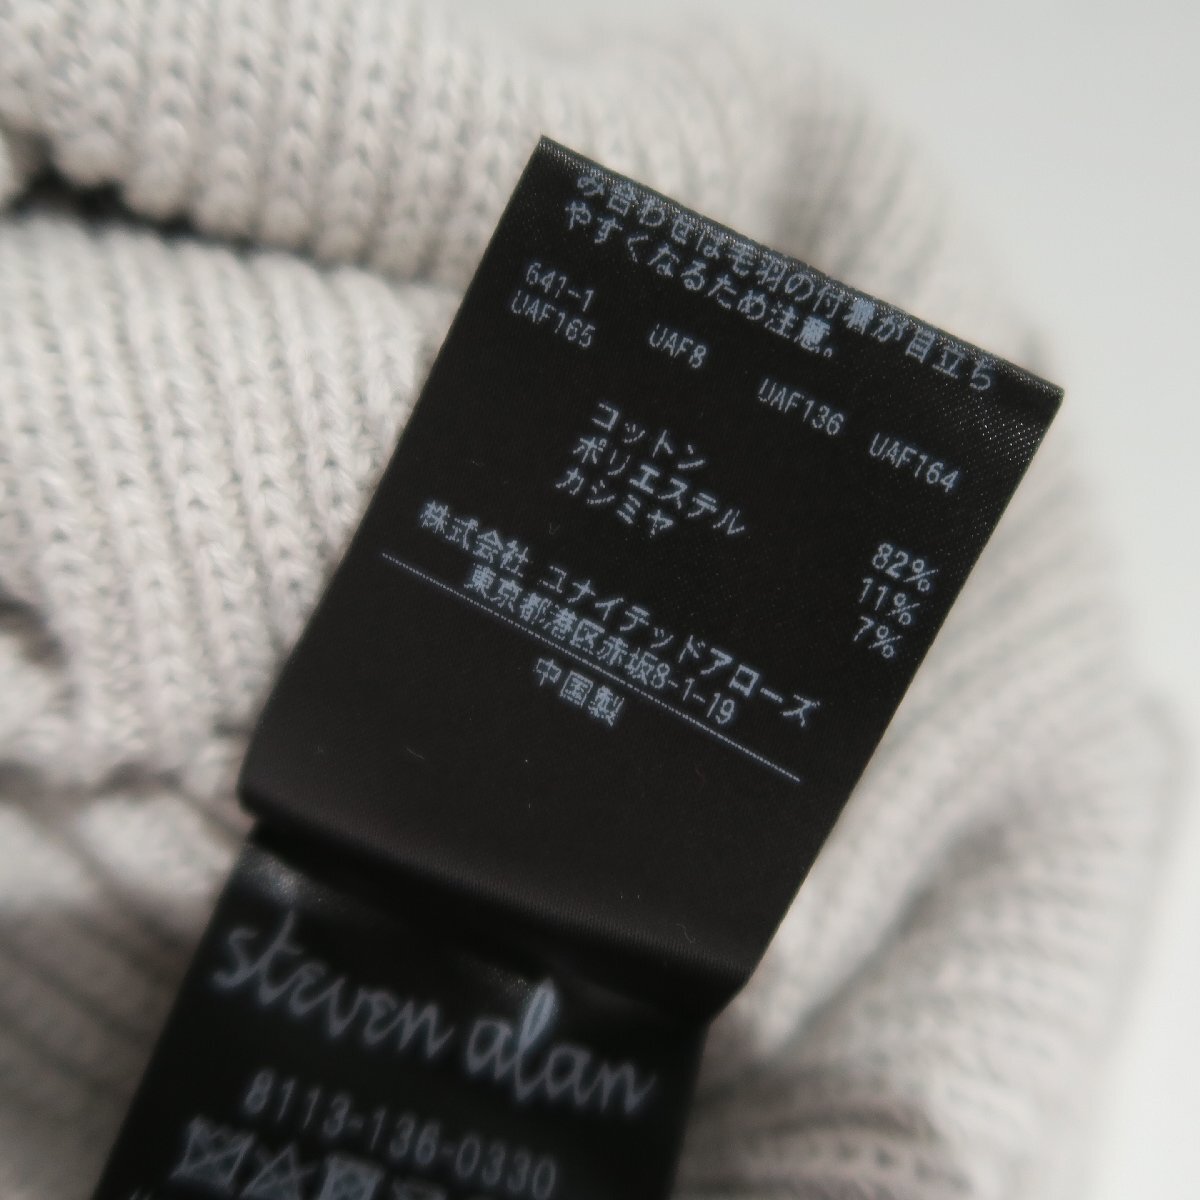 み合わせは毛羽の付着が目立ち
やすくなるため注意。
641-1
UAF165 UAF8 UAF136 UAF164
コットン 82%
ポリエステル 11%
カシミヤ 7%
株式会社 ユナイテッドアローズ
東京都港区赤坂8-1-19
中国製
steven alan
8113-136-0330